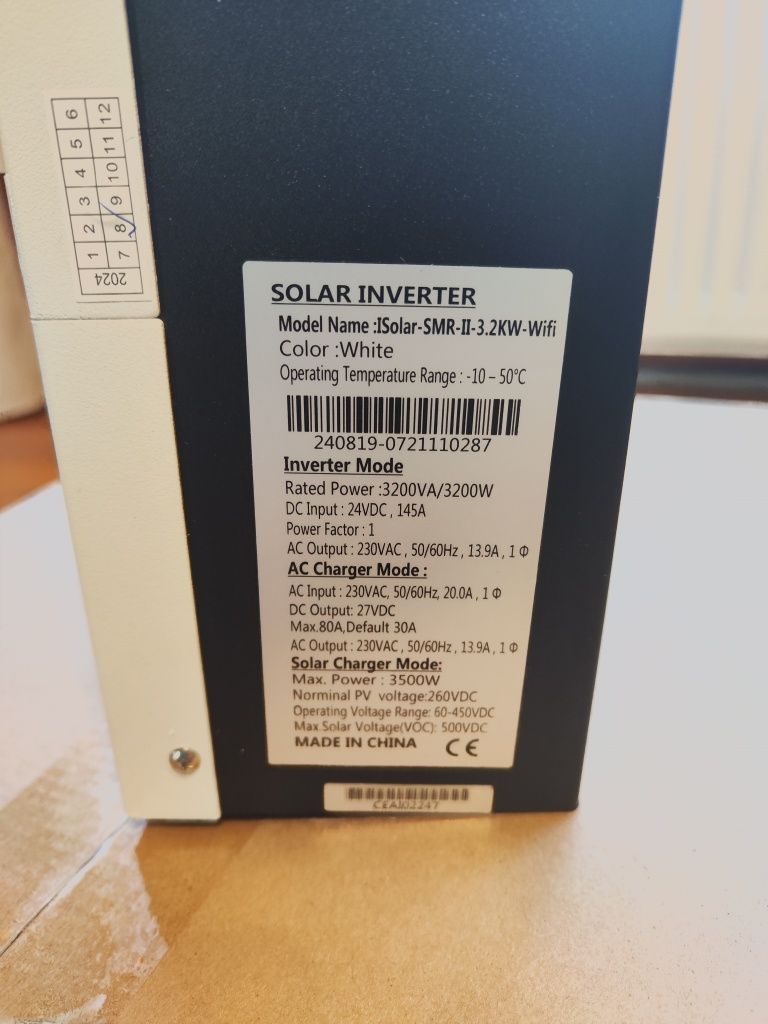 1 2 3 4 5 6
2024
7 8 9 10 11 12
SOLAR INVERTER
Model Name :ISolar-SMR-II-3.2KW-Wifi
Color :White
Operating Temperature Range : -10 – 50°C
240819-0721110287
Inverter Mode
Rated Power :3200VA/3200W
DC Input : 24VDC , 145A
Power Factor : 1
AC Output : 230VAC , 50/60Hz , 13.9A , 1 Φ
AC Charger Mode :
AC Input : 230VAC, 50/60Hz, 20.0A , 1 Φ
DC Output: 27VDC
Max.80A,Default 30A
AC Output : 230VAC , 50/60Hz , 13.9A , 1 Φ
Solar Charger Mode:
Max. Power : 3500W
Norminal PV voltage:260VDC
Operating Voltage Range: 60-450VDC
Max.Solar Voltage(VOC): 500VDC
MADE IN CHINA CE